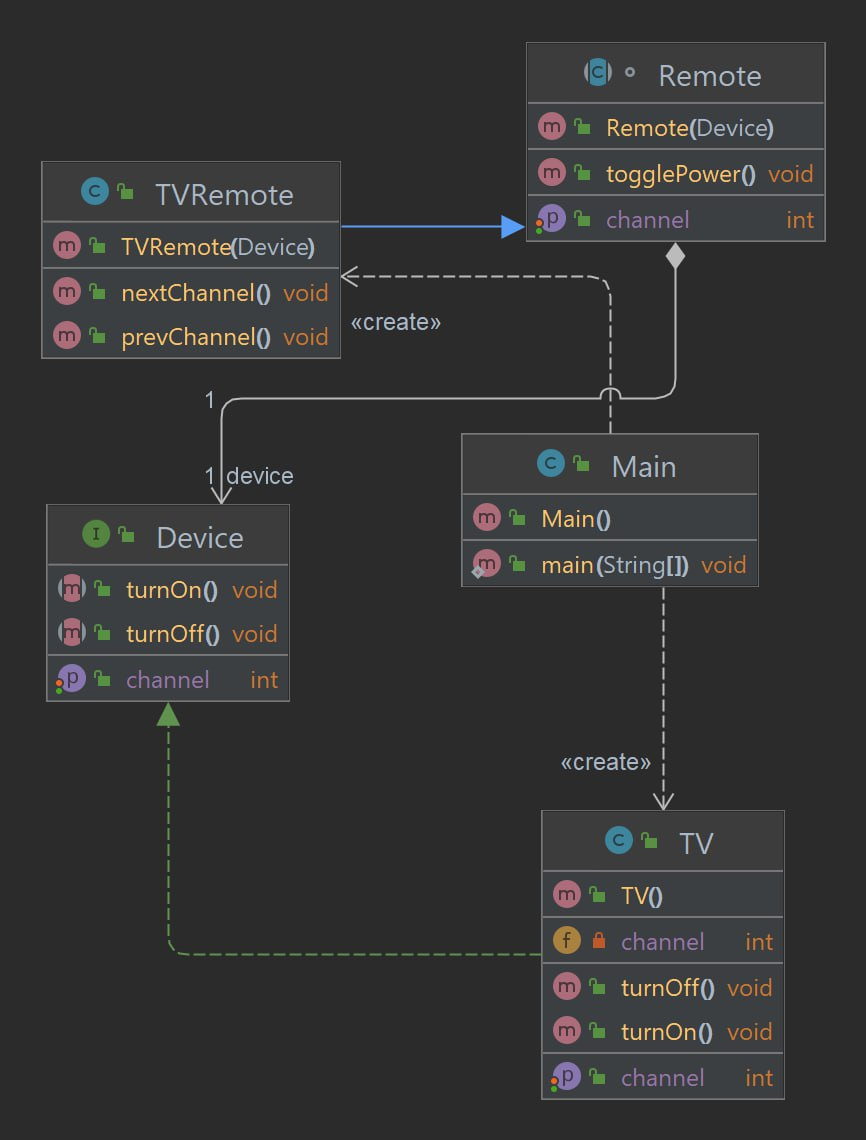 Remote
Remote(Device)
togglePower() void
channel int
TVRemote
TVRemote(Device)
nextChannel() void
prevChannel() void
«create»
1
1 device
Device
turnOn() void
turnOff() void
channel int
Main
Main()
main(String[]) void
«create»
TV
TV()
channel int
turnOff() void
turnOn() void
channel int